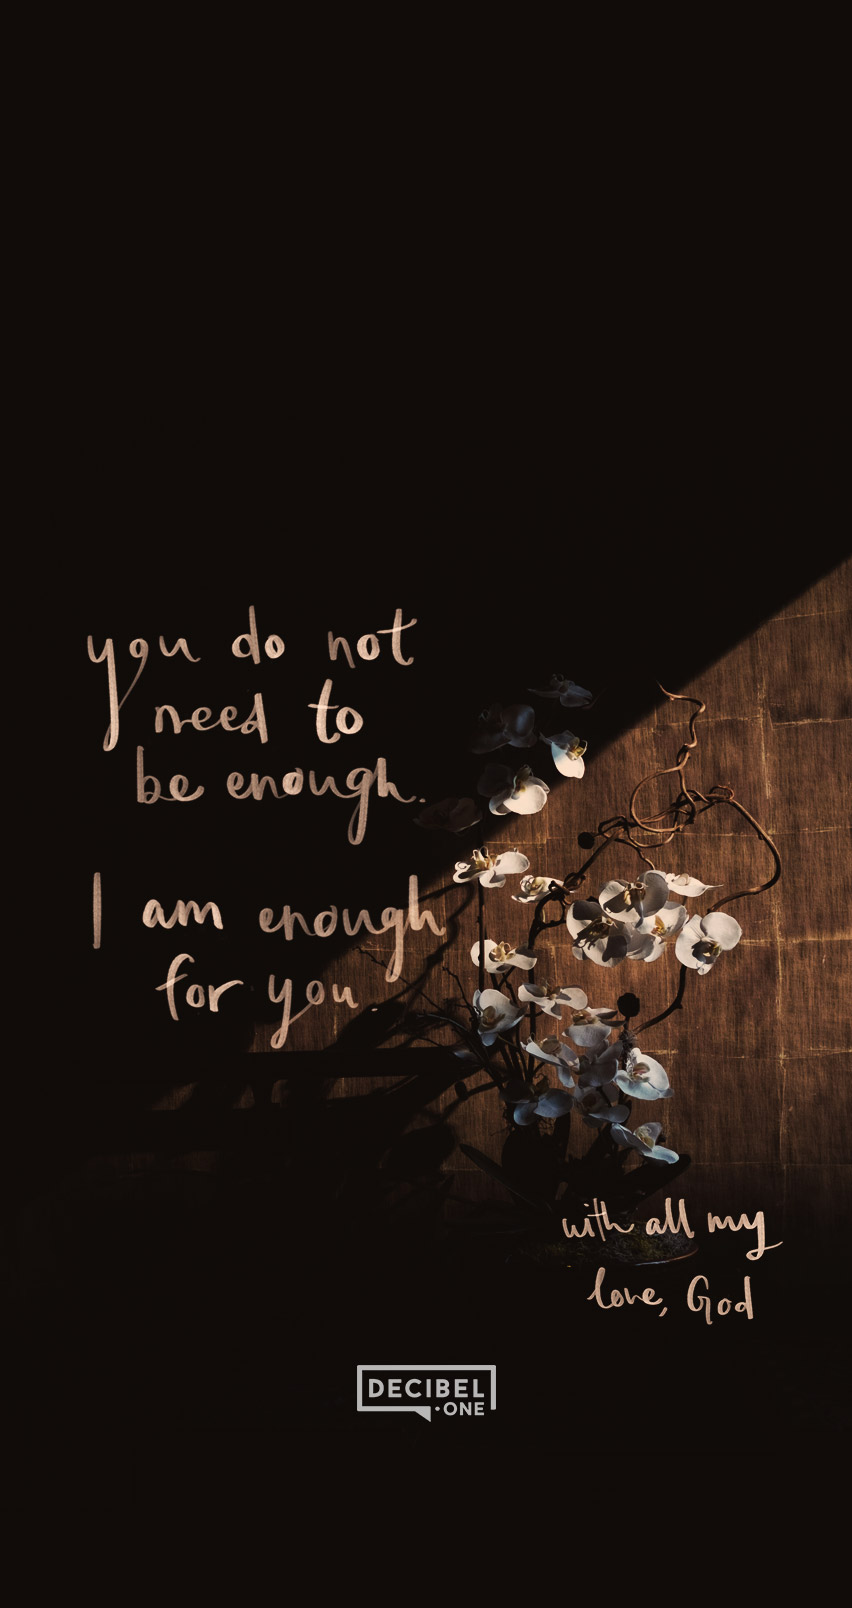 you do not
need to
be enough.
I am enough
for you.
with all my
love, God
DECIBEL
·ONE